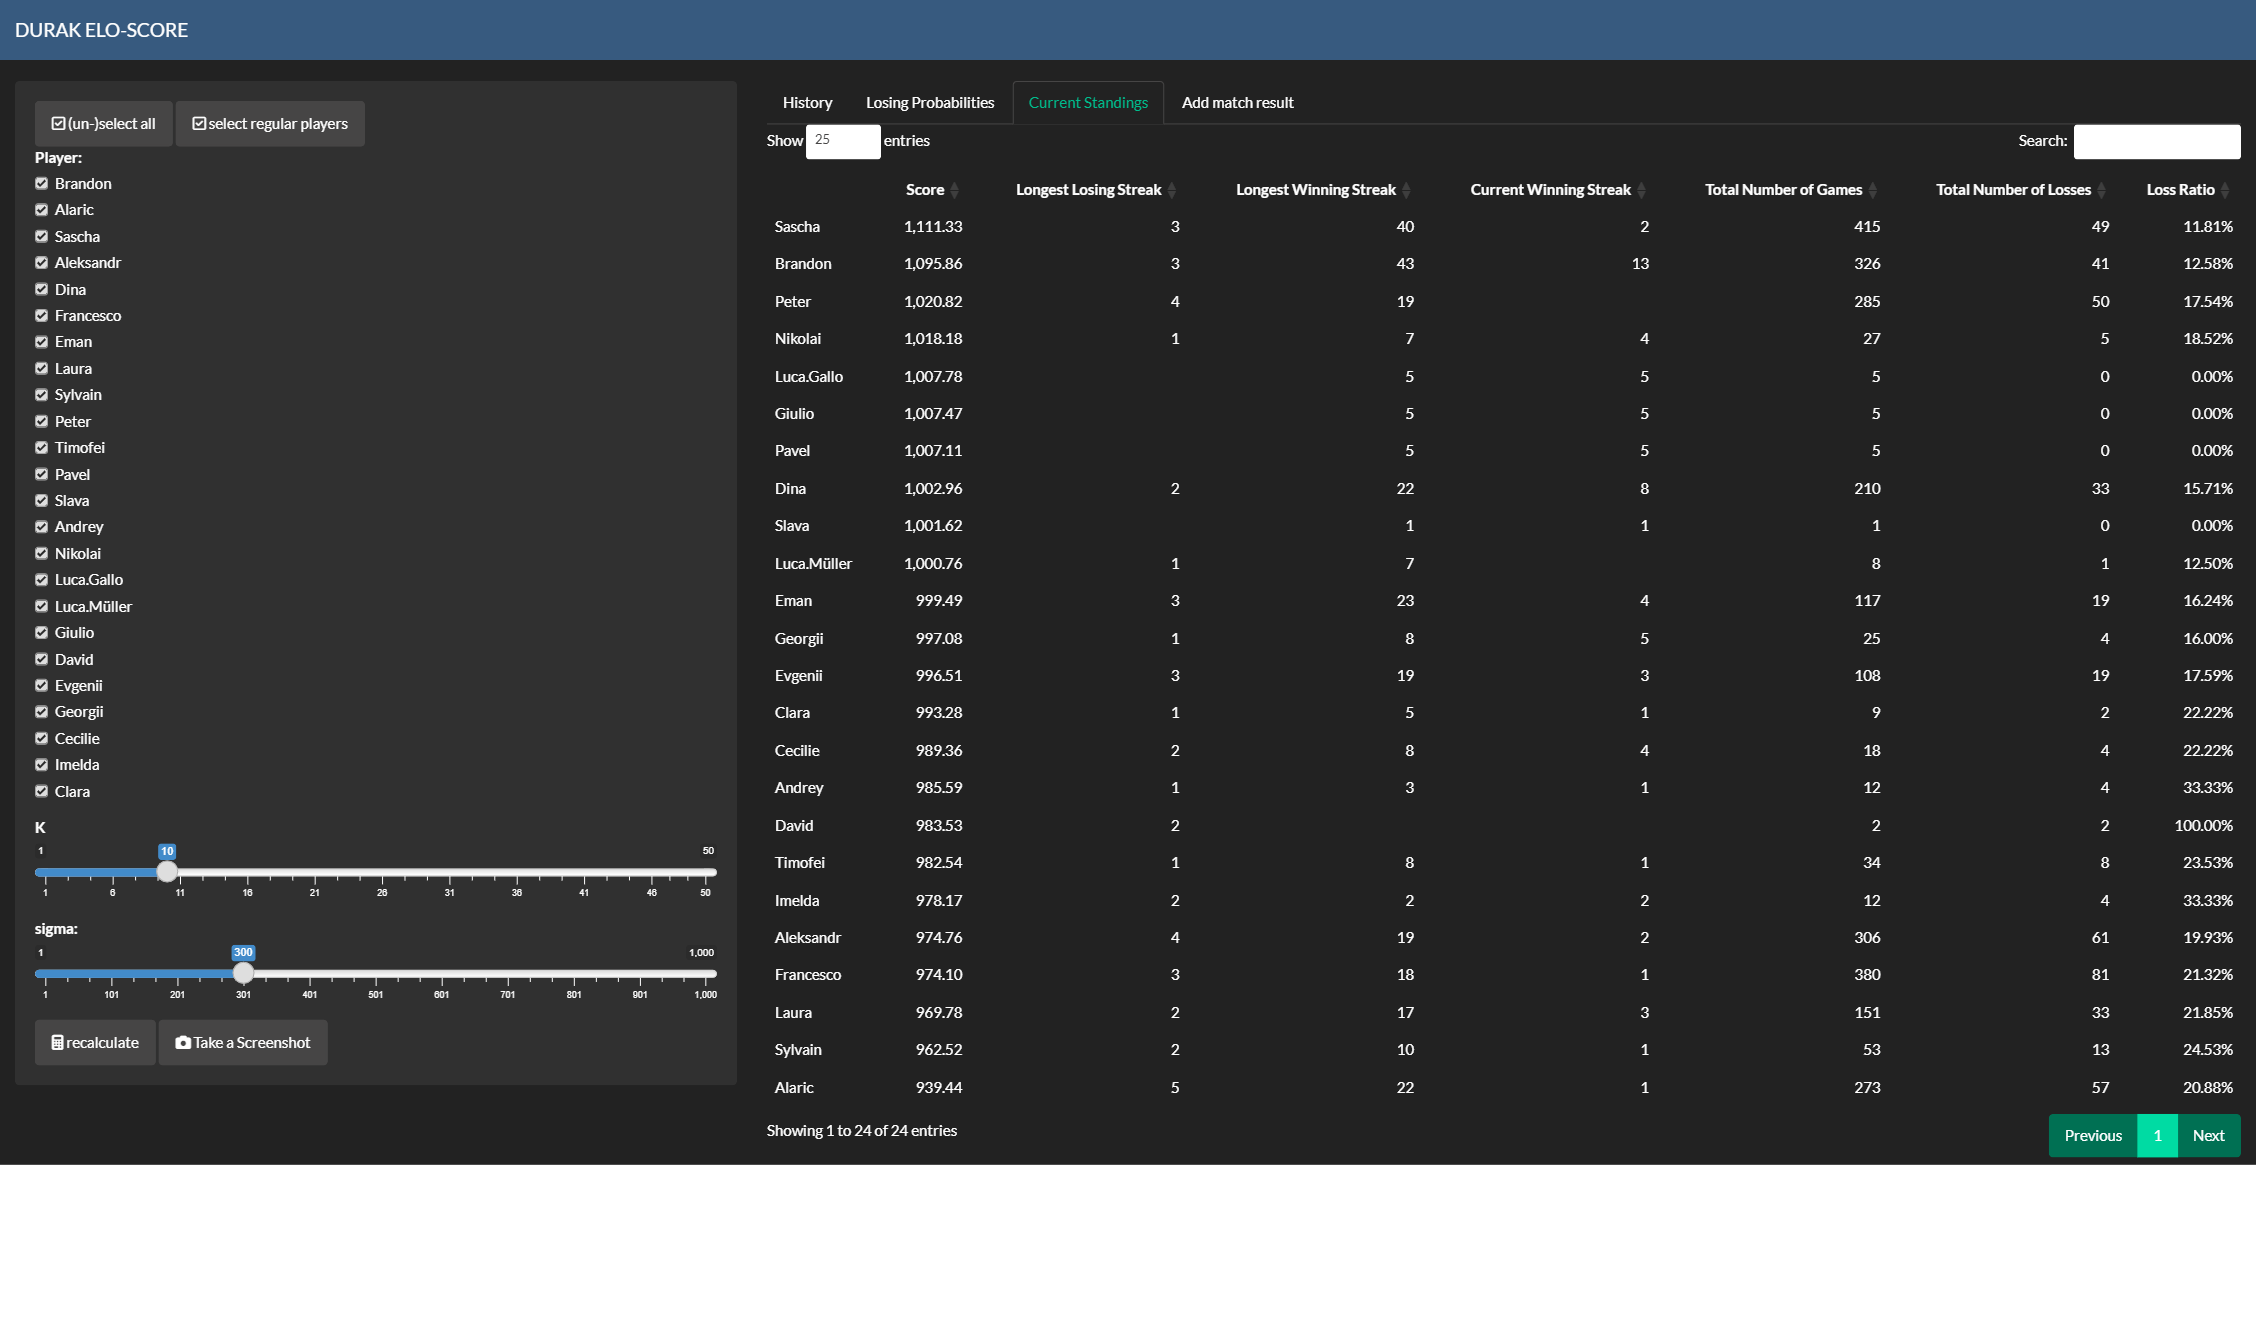 DURAK ELO-SCORE
(un-)select all select regular players
Player:
Brandon
Alaric
Sascha
Aleksandr
Dina
Francesco
Eman
Laura
Sylvain
Peter
Timofei
Pavel
Slava
Andrey
Nikolai
Luca.Gallo
Luca.Müller
Giulio
David
Evgenii
Georgii
Cecilie
Imelda
Clara
K
1 10 50
1 6 11 16 21 26 31 36 41 46 50
sigma:
1 300 1,000
1 101 201 301 401 501 601 701 801 901 1,000
recalculate Take a Screenshot
History Losing Probabilities Current Standings Add match result
Show 25 entries Search:
Score Longest Losing Streak Longest Winning Streak Current Winning Streak Total Number of Games Total Number of Losses Loss Ratio
Sascha 1,111.33 3 40 2 415 49 11.81%
Brandon 1,095.86 3 43 13 326 41 12.58%
Peter 1,020.82 4 19 285 50 17.54%
Nikolai 1,018.18 1 7 4 27 5 18.52%
Luca.Gallo 1,007.78 5 5 5 0 0.00%
Giulio 1,007.47 5 5 5 0 0.00%
Pavel 1,007.11 5 5 5 0 0.00%
Dina 1,002.96 2 22 8 210 33 15.71%
Slava 1,001.62 1 1 1 0 0.00%
Luca.Müller 1,000.76 1 7 8 1 12.50%
Eman 999.49 3 23 4 117 19 16.24%
Georgii 997.08 1 8 5 25 4 16.00%
Evgenii 996.51 3 19 3 108 19 17.59%
Clara 993.28 1 5 1 9 2 22.22%
Cecilie 989.36 2 8 4 18 4 22.22%
Andrey 985.59 1 3 1 12 4 33.33%
David 983.53 2 2 2 100.00%
Timofei 982.54 1 8 1 34 8 23.53%
Imelda 978.17 2 2 2 12 4 33.33%
Aleksandr 974.76 4 19 2 306 61 19.93%
Francesco 974.10 3 18 1 380 81 21.32%
Laura 969.78 2 17 3 151 33 21.85%
Sylvain 962.52 2 10 1 53 13 24.53%
Alaric 939.44 5 22 1 273 57 20.88%
Showing 1 to 24 of 24 entries
Previous 1 Next